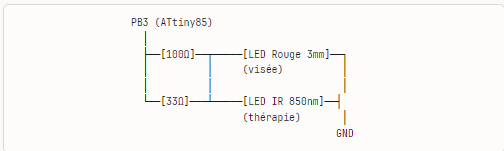 PB3 (ATtiny85)
[100Ω] [LED Rouge 3mm]
(visée)
[33Ω] [LED IR 850nm]
(thérapie)
GND